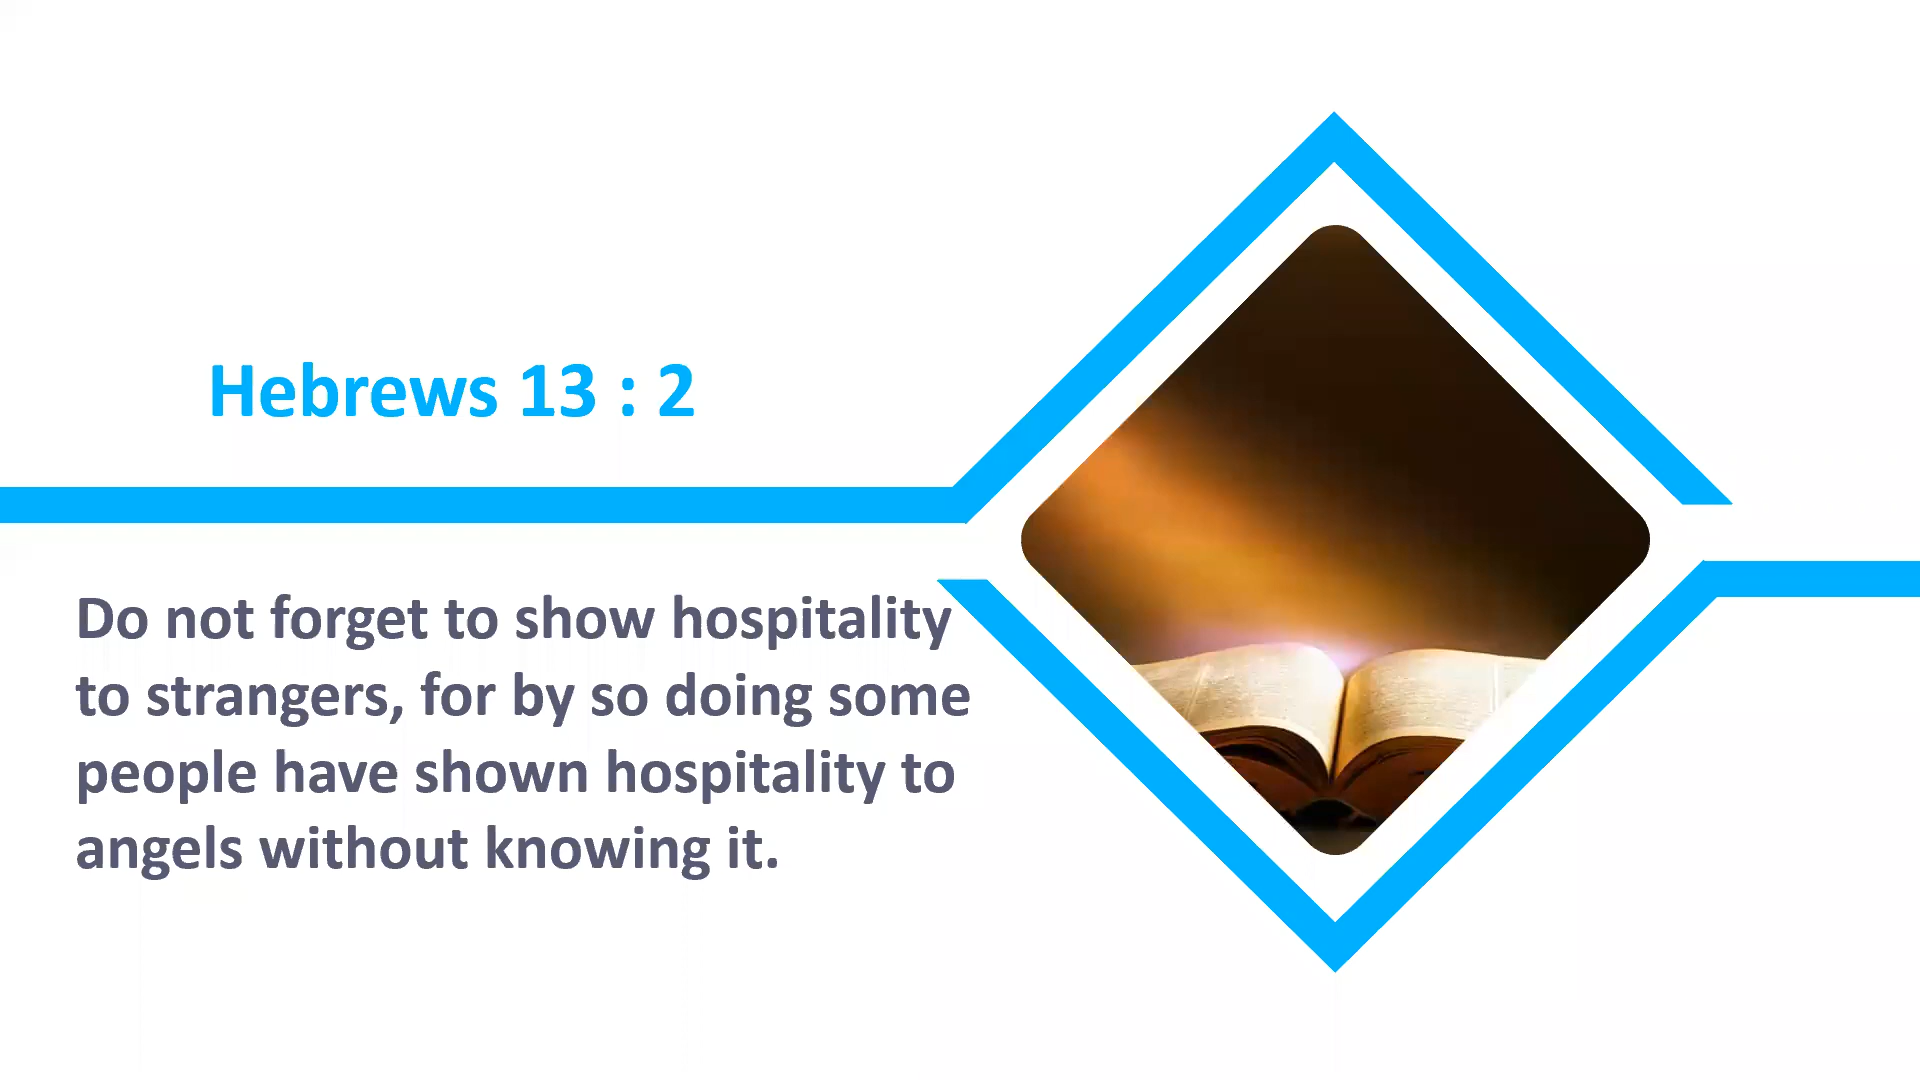 Hebrews 13 : 2
Do not forget to show hospitality
to strangers, for by so doing some
people have shown hospitality to
angels without knowing it.